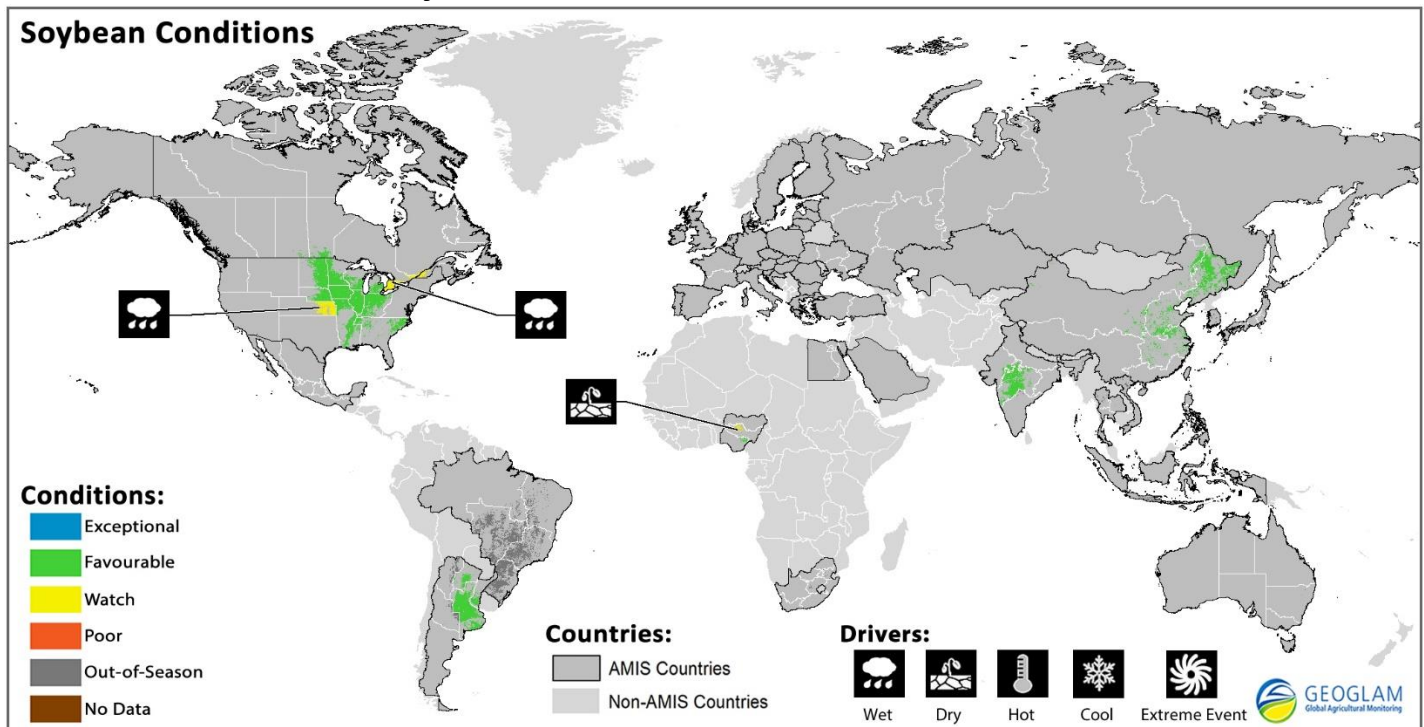 Soybean Conditions
Conditions:
Exceptional
Favourable
Watch
Poor
Out-of-Season
No Data
Countries:
AMIS Countries
Non-AMIS Countries
Drivers:
Wet
Dry
Hot
Cool
Extreme Event
GEOGLAM
Global Agricultural Monitoring